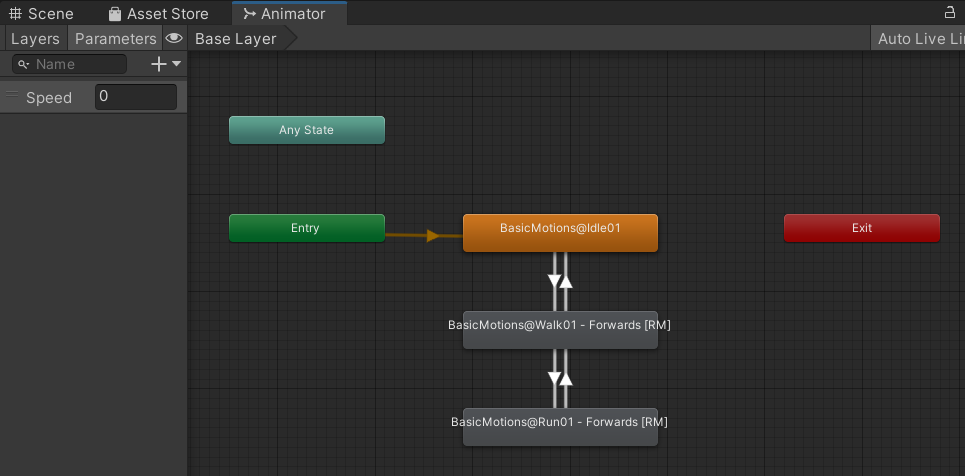 Scene Asset Store Animator
Layers Parameters Base Layer Auto Live
Name
Speed 0
Any State
Entry BasicMotions@Idle01 Exit
BasicMotions@Walk01 - Forwards [RM]
BasicMotions@Run01 - Forwards [RM]